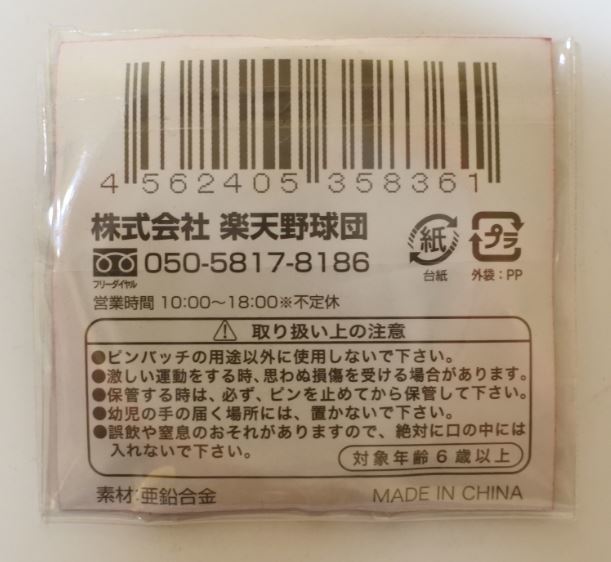 4 562405 358361
株式会社 楽天野球団
紙
プラ
フリーダイヤル
050-5817-8186
台紙
外袋：PP
営業時間 10:00〜18:00※不定休
⚠ 取り扱い上の注意
●ピンバッチの用途以外に使用しないで下さい。
●激しい運動をする時、思わぬ損傷を受ける場合があります。
●保管する時は、必ず、ピンを止めてから保管して下さい。
●幼児の手の届く場所には、置かないで下さい。
●誤飲や窒息のおそれがありますので、絶対に口の中には
入れないで下さい。
対象年齢6歳以上
素材:亜鉛合金
MADE IN CHINA